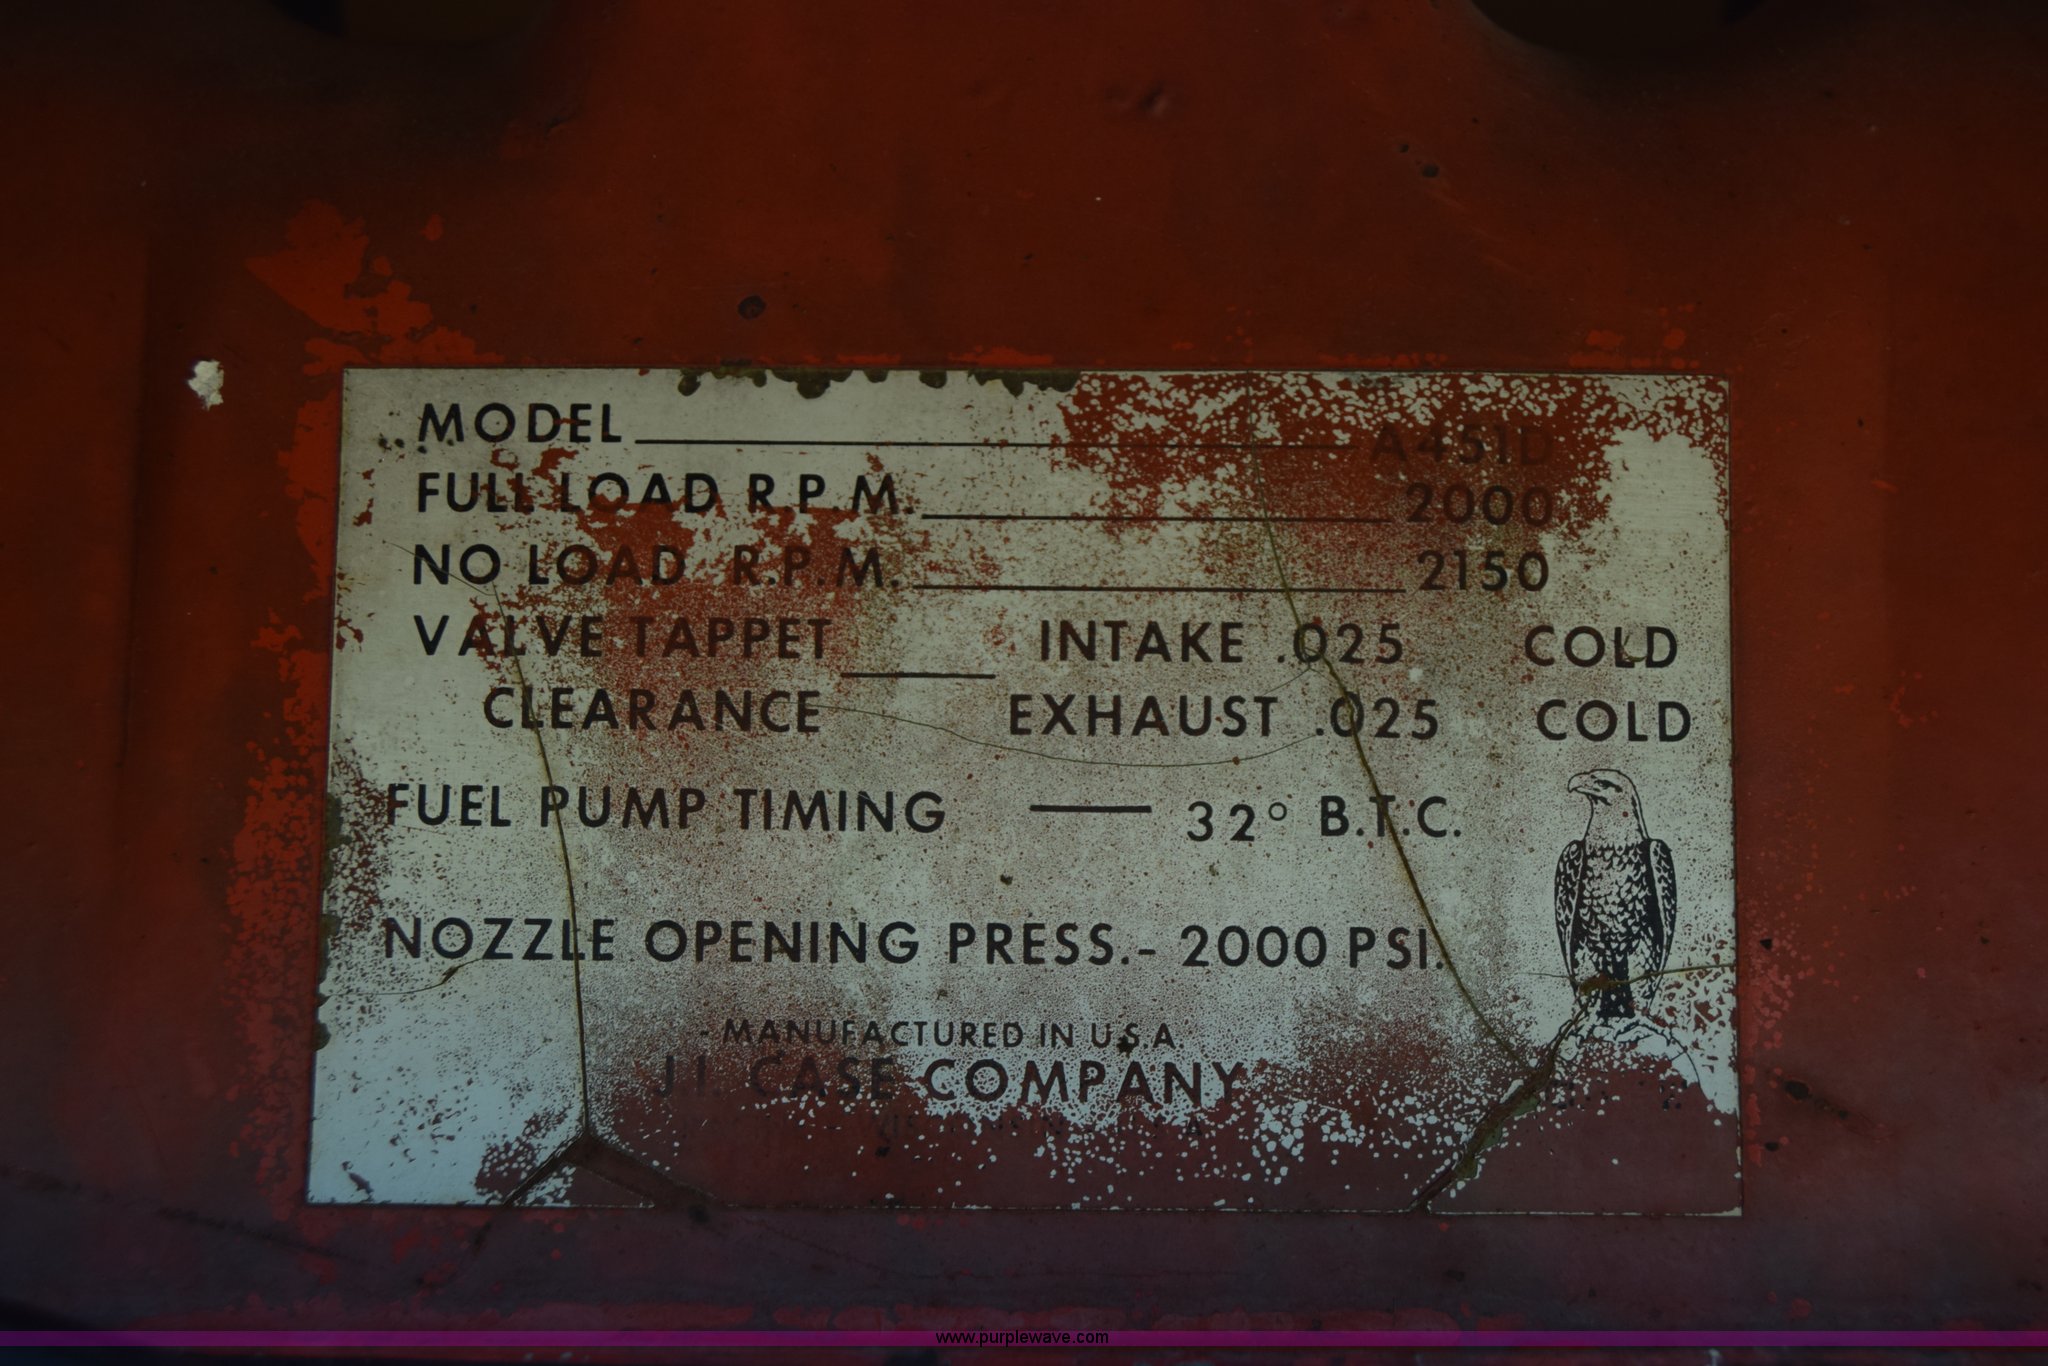 MODEL A451D
FULL LOAD R.P.M. 2000
NO LOAD R.P.M. 2150
VALVE TAPPET INTAKE .025 COLD
CLEARANCE EXHAUST .025 COLD
FUEL PUMP TIMING — 32° B.T.C.
NOZZLE OPENING PRESS.- 2000 PSI.
- MANUFACTURED IN U.S.A.
J.I. CASE COMPANY
www.purplewave.com